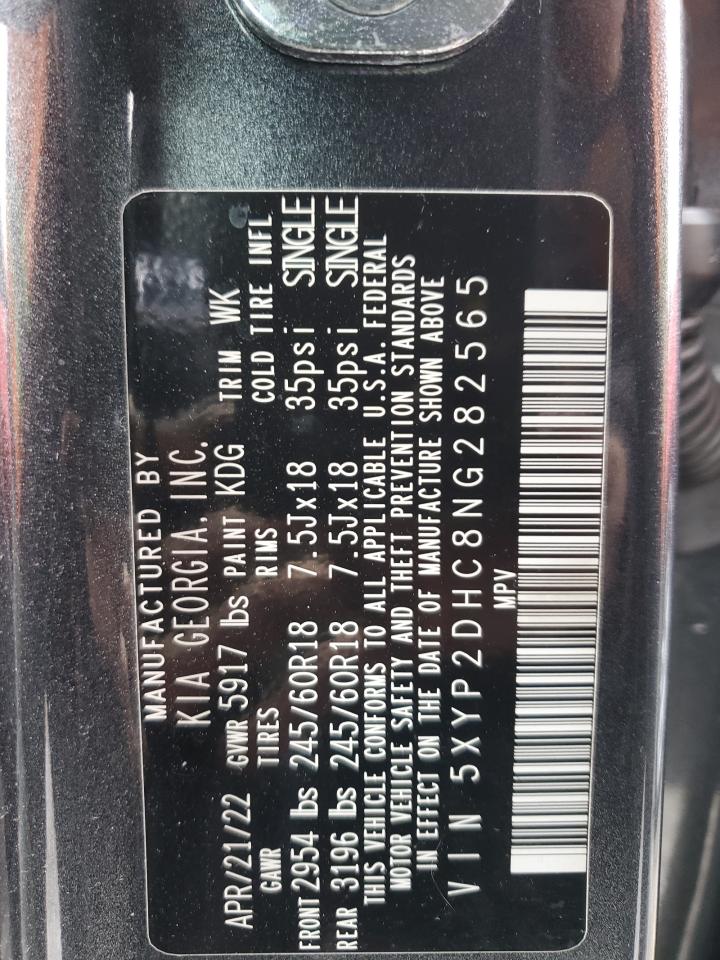 MANUFACTURED BY
KIA GEORGIA, INC.
APR/21/22 GVWR 5917 lbs PAINT KDG TRIM WK
GAWR TIRES RIMS COLD TIRE INFL
FRONT 2954 lbs 245/60R18 7.5Jx18 35psi SINGLE
REAR 3196 lbs 245/60R18 7.5Jx18 35psi SINGLE
THIS VEHICLE CONFORMS TO ALL APPLICABLE U.S.A. FEDERAL
MOTOR VEHICLE SAFETY AND THEFT PREVENTION STANDARDS
IN EFFECT ON THE DATE OF MANUFACTURE SHOWN ABOVE
VIN 5XYP2DHC8NG282565
MPV